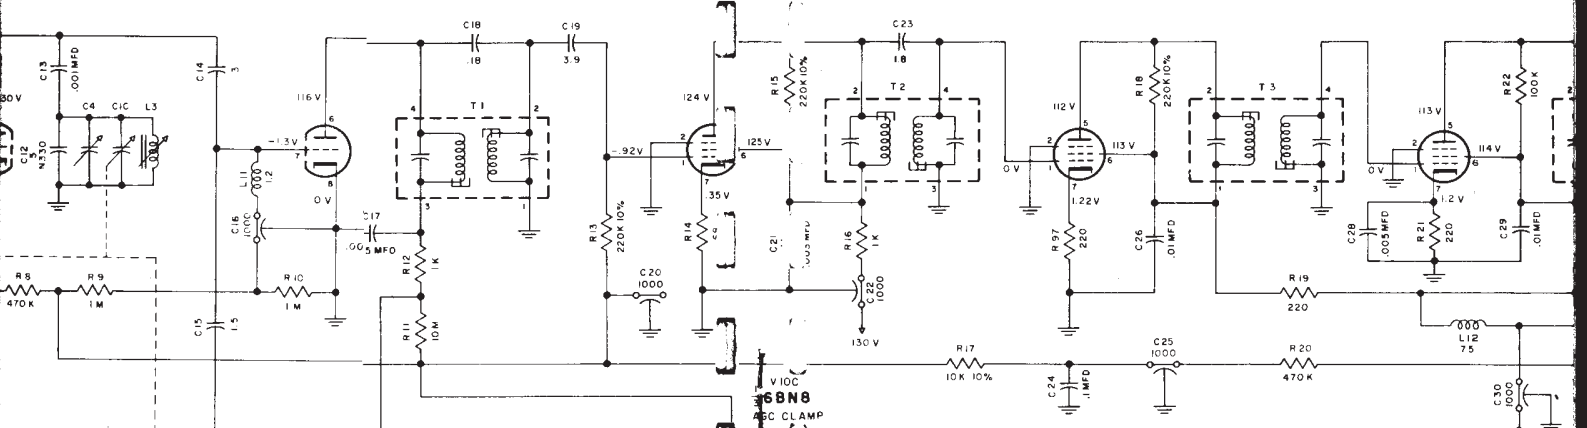 C13
.001MFD
30V
C12
5
N330
C4
C1C
L3
C14
3
116V
6
-1.3V
7
8
0V
L11
1.2
C16
1000
C17
.005MFD
R8
470K
R9
1M
R10
1M
C15
1.5
C18
.18
C19
3.9
T1
4
2
3
1
R12
1K
R11
10M
-.92V
R13
220K 10%
C20
1000
124V
2
1
7
6
125V
.35V
R14
R15
220K 10%
C21
.005MFD
C23
1.8
T2
2
4
1
3
R16
1K
C22
1000
130V
V10C
6BN8
AGC CLAMP
R17
10K 10%
112V
5
2
1
6
7
113V
0V
1.22V
R97
220
R18
220K 10%
C26
.01MFD
C24
.1MFD
C25
1000
T3
2
4
1
3
R19
220
R20
470K
113V
5
2
1
6
7
114V
0V
1.2V
C28
.005MFD
R21
220
C29
.01MFD
R22
100K
2
L12
75
C30
1000